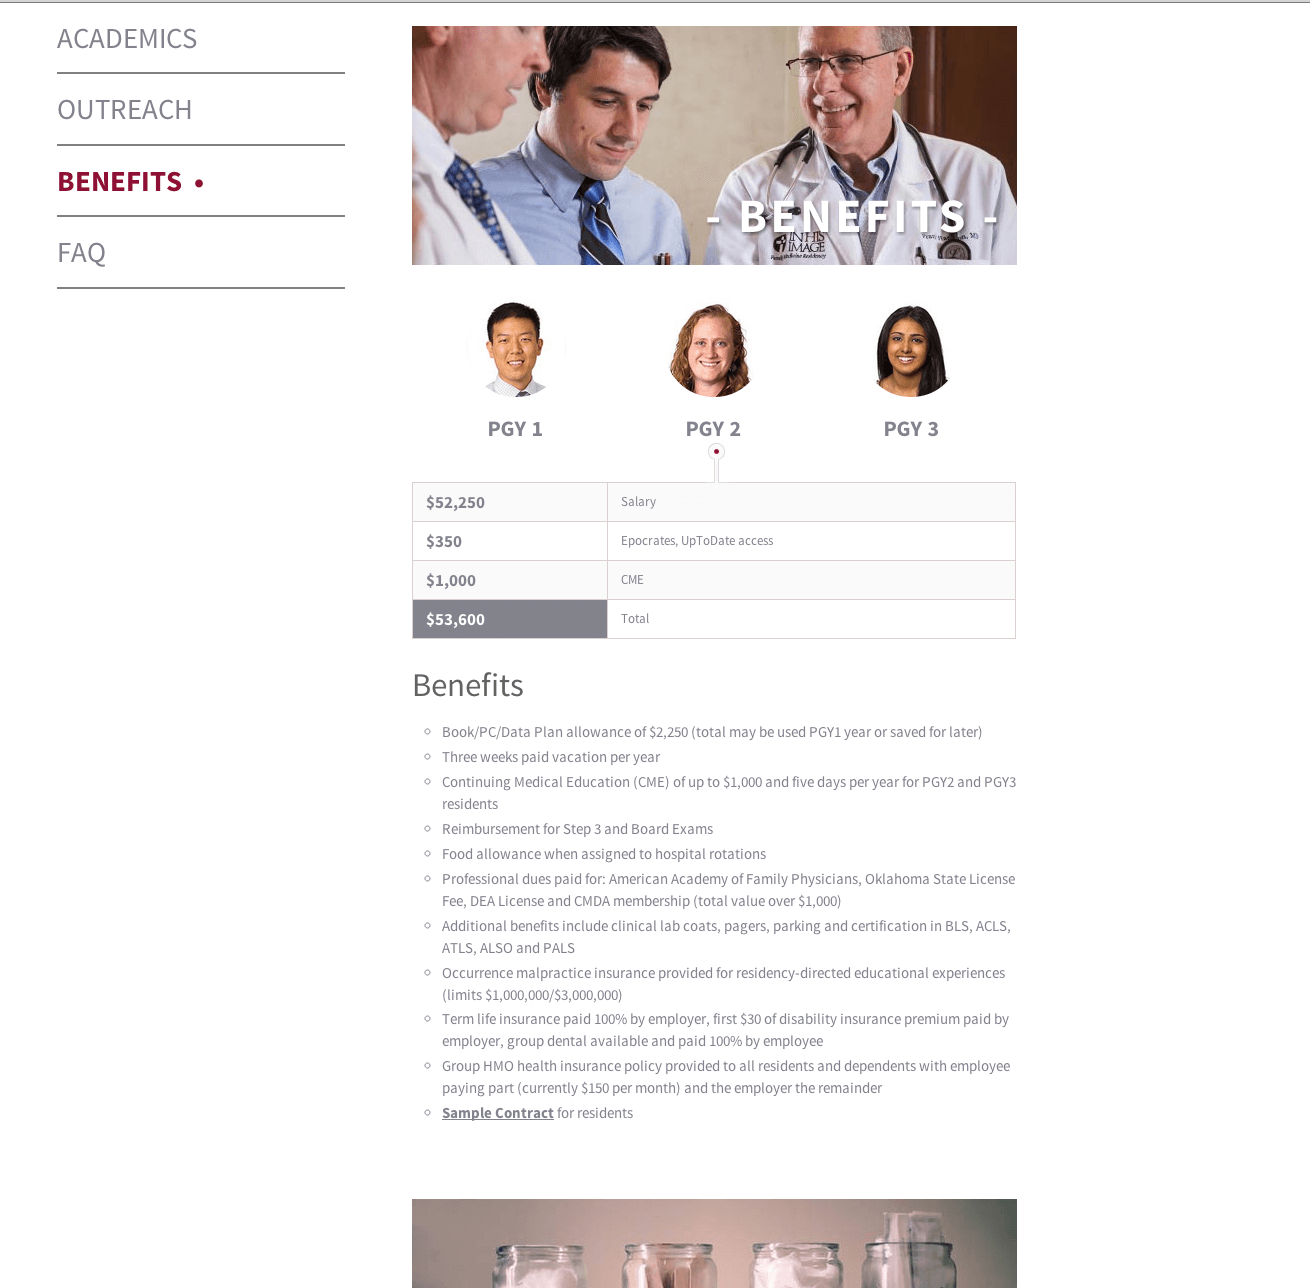 ACADEMICS
OUTREACH
BENEFITS •
FAQ
- BENEFITS -
IN HIS
IMAGE
Family Medicine Residency
PGY 1
PGY 2
PGY 3
$52,250 Salary
$350 Epocrates, UpToDate access
$1,000 CME
$53,600 Total
Benefits
Book/PC/Data Plan allowance of $2,250 (total may be used PGY1 year or saved for later)
Three weeks paid vacation per year
Continuing Medical Education (CME) of up to $1,000 and five days per year for PGY2 and PGY3
residents
Reimbursement for Step 3 and Board Exams
Food allowance when assigned to hospital rotations
Professional dues paid for: American Academy of Family Physicians, Oklahoma State License
Fee, DEA License and CMDA membership (total value over $1,000)
Additional benefits include clinical lab coats, pagers, parking and certification in BLS, ACLS,
ATLS, ALSO and PALS
Occurrence malpractice insurance provided for residency-directed educational experiences
(limits $1,000,000/$3,000,000)
Term life insurance paid 100% by employer, first $30 of disability insurance premium paid by
employer, group dental available and paid 100% by employee
Group HMO health insurance policy provided to all residents and dependents with employee
paying part (currently $150 per month) and the employer the remainder
Sample Contract for residents